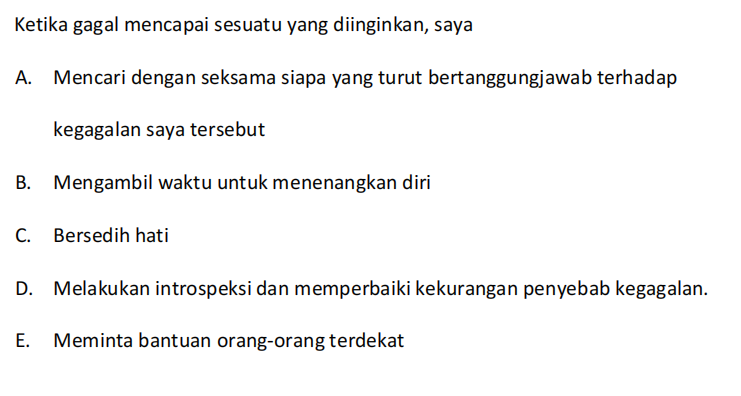 Ketika gagal mencapai sesuatu yang diinginkan, saya
A. Mencari dengan seksama siapa yang turut bertanggungjawab terhadap
kegagalan saya tersebut
B. Mengambil waktu untuk menenangkan diri
C. Bersedih hati
D. Melakukan introspeksi dan memperbaiki kekurangan penyebab kegagalan.
E. Meminta bantuan orang-orang terdekat